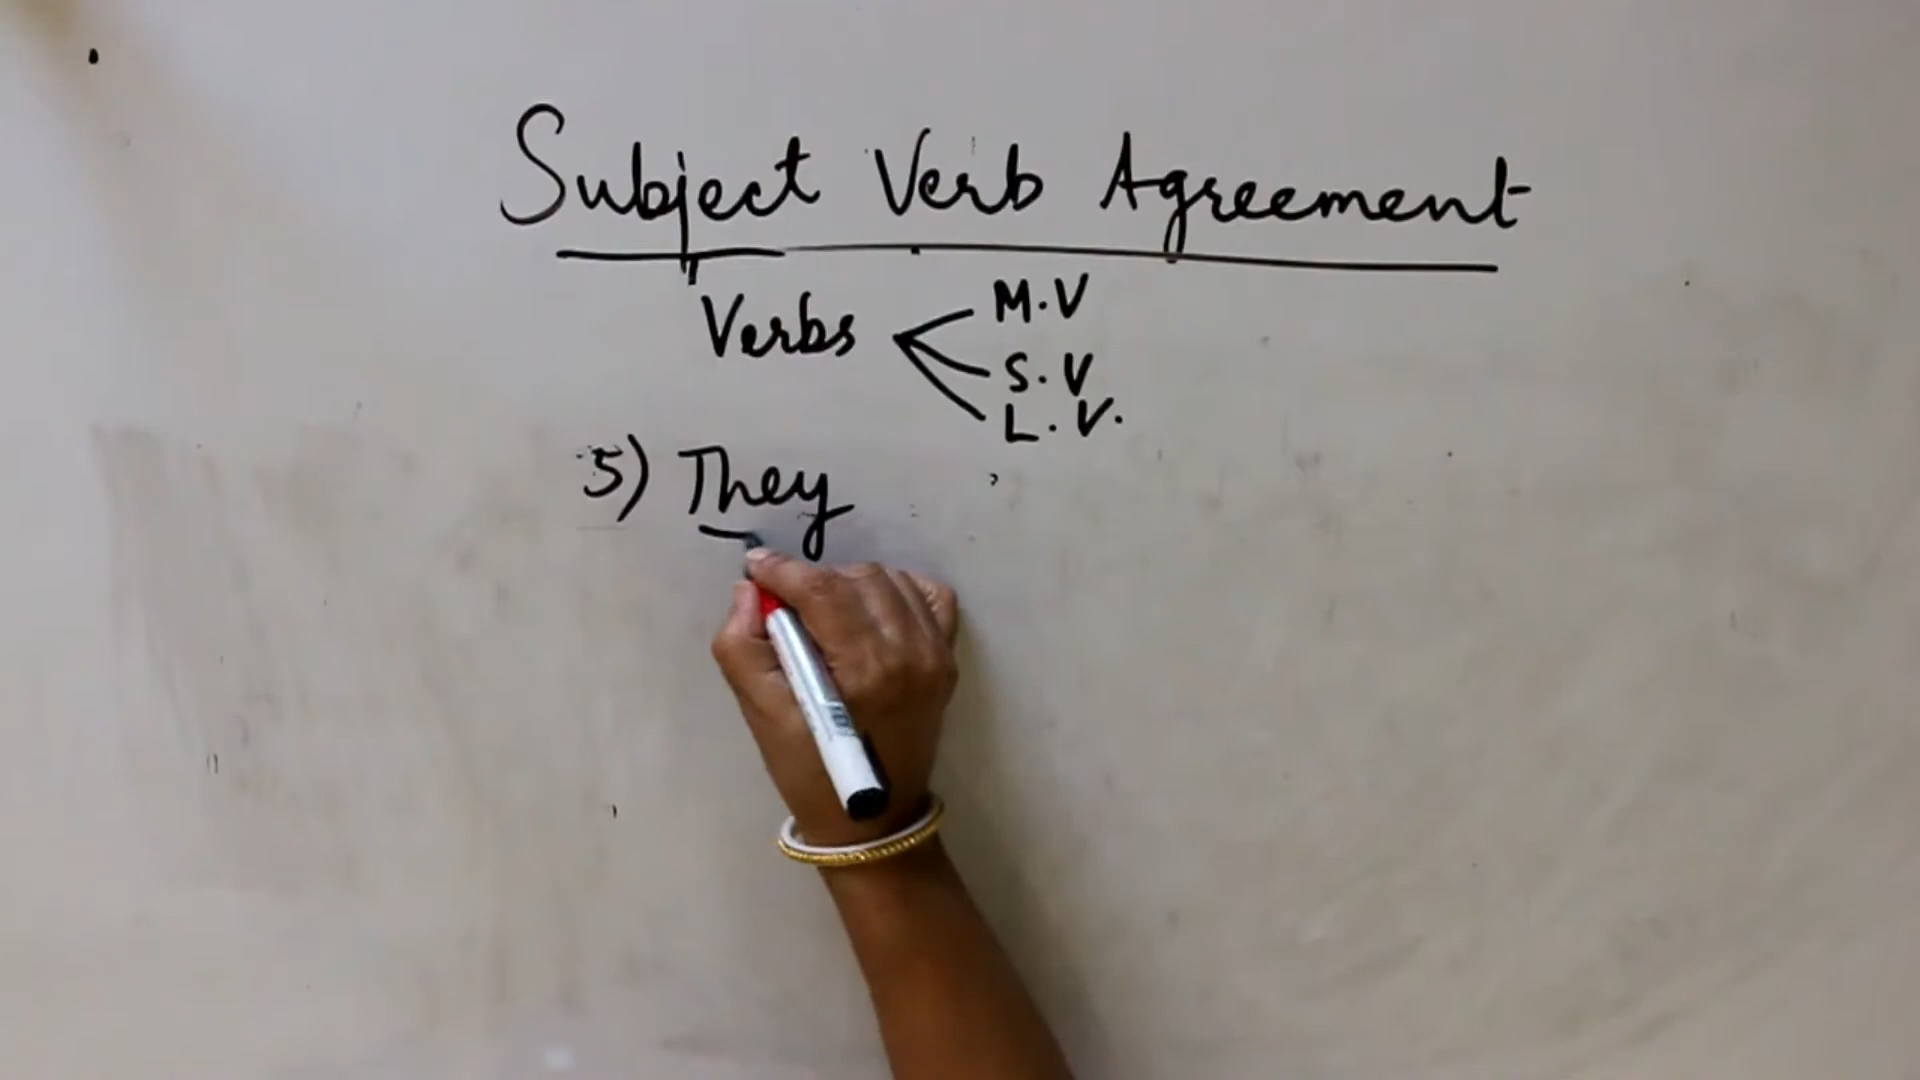 Subject Verb Agreement
Verbs
M.V
S.V
L.V.
5) They